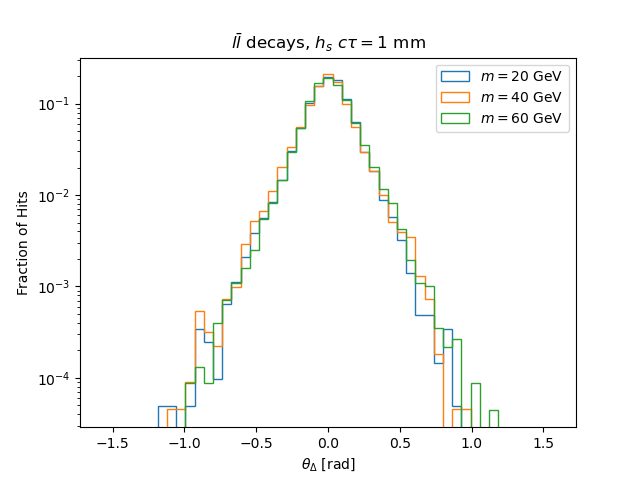 $l\bar{l}$ decays, $h_s$ $c\tau = 1$ mm
$m = 20$ GeV
$m = 40$ GeV
$m = 60$ GeV
Fraction of Hits
$10^{-1}$
$10^{-2}$
$10^{-3}$
$10^{-4}$
−1.5 −1.0 −0.5 0.0 0.5 1.0 1.5
$\theta_\Delta$ [rad]